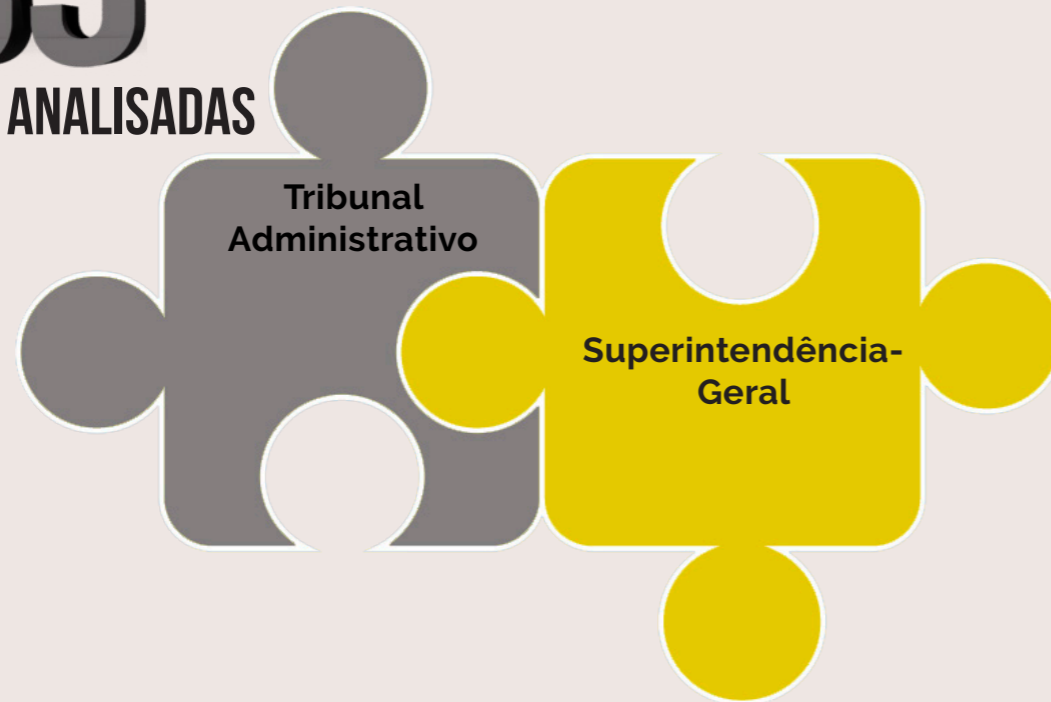 ANALISADAS
Tribunal
Administrativo
Superintendência-
Geral